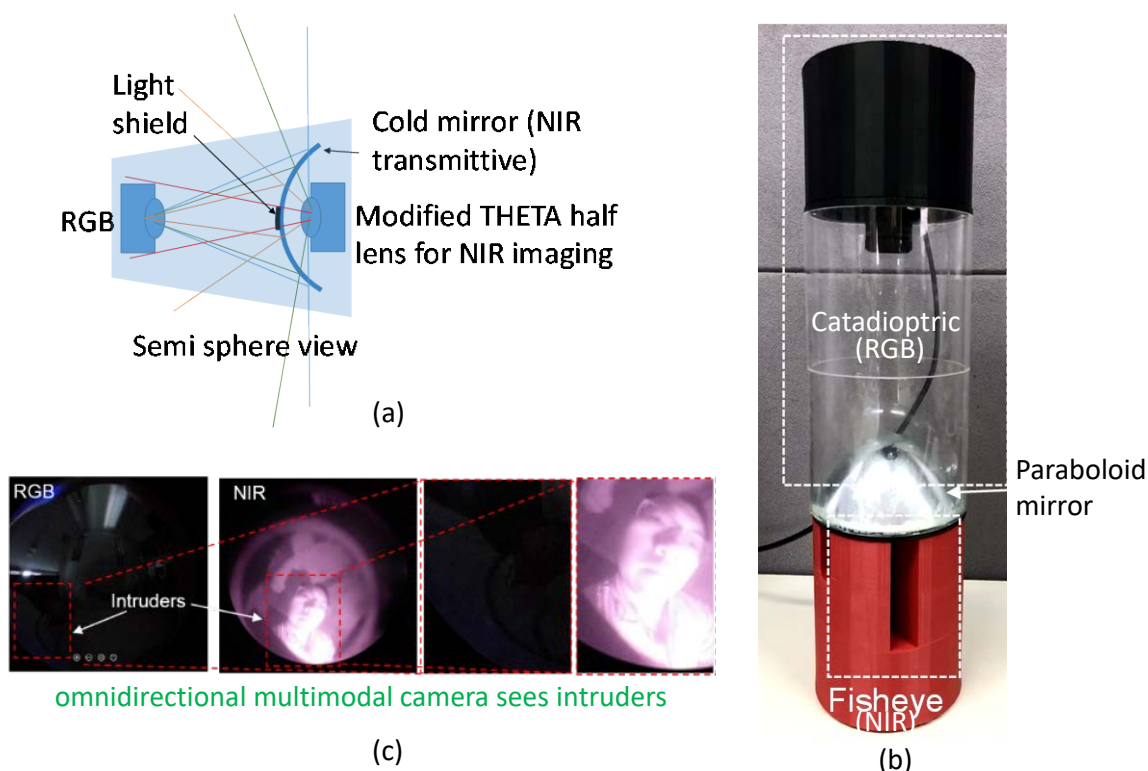 Light
shield
Cold mirror (NIR
transmittive)
RGB
Modified THETA half
lens for NIR imaging
Semi sphere view
(a)
Catadioptric
(RGB)
Paraboloid
mirror
Fisheye
(NIR)
(b)
RGB
NIR
Intruders
omnidirectional multimodal camera sees intruders
(c)